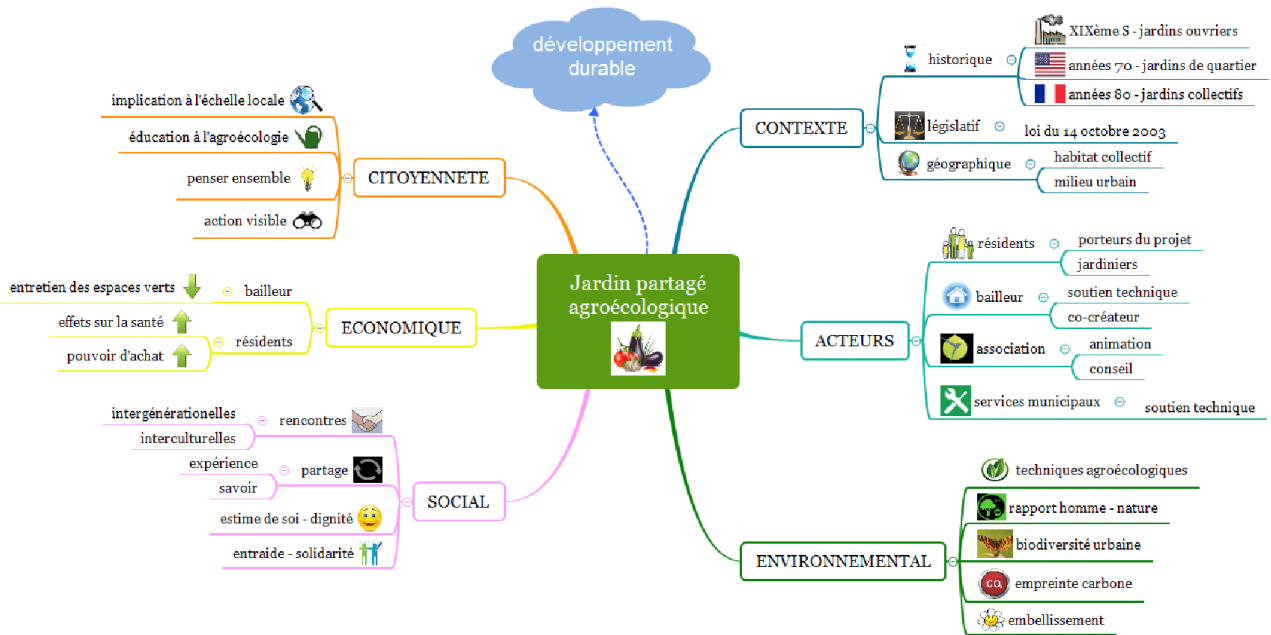 développement
durable
Jardin partagé
agroécologique
CONTEXTE
historique
XIXème S - jardins ouvriers
années 70 - jardins de quartier
années 80 - jardins collectifs
législatif
loi du 14 octobre 2003
géographique
habitat collectif
milieu urbain
ACTEURS
résidents
porteurs du projet
jardiniers
bailleur
soutien technique
co-créateur
association
animation
conseil
services municipaux
soutien technique
ENVIRONNEMENTAL
techniques agroécologiques
rapport homme - nature
biodiversité urbaine
CO₂
empreinte carbone
embellissement
CITOYENNETE
implication à l'échelle locale
éducation à l'agroécologie
penser ensemble
action visible
ECONOMIQUE
bailleur
entretien des espaces verts
résidents
effets sur la santé
pouvoir d'achat
SOCIAL
rencontres
intergénérationelles
interculturelles
partage
expérience
savoir
estime de soi - dignité
entraide - solidarité